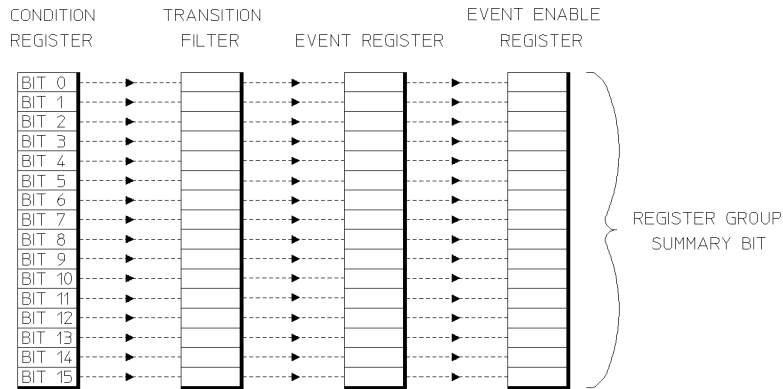 CONDITION
REGISTER
TRANSITION
FILTER
EVENT REGISTER
EVENT ENABLE
REGISTER
BIT 0
BIT 1
BIT 2
BIT 3
BIT 4
BIT 5
BIT 6
BIT 7
BIT 8
BIT 9
BIT 10
BIT 11
BIT 12
BIT 13
BIT 14
BIT 15
REGISTER GROUP
SUMMARY BIT